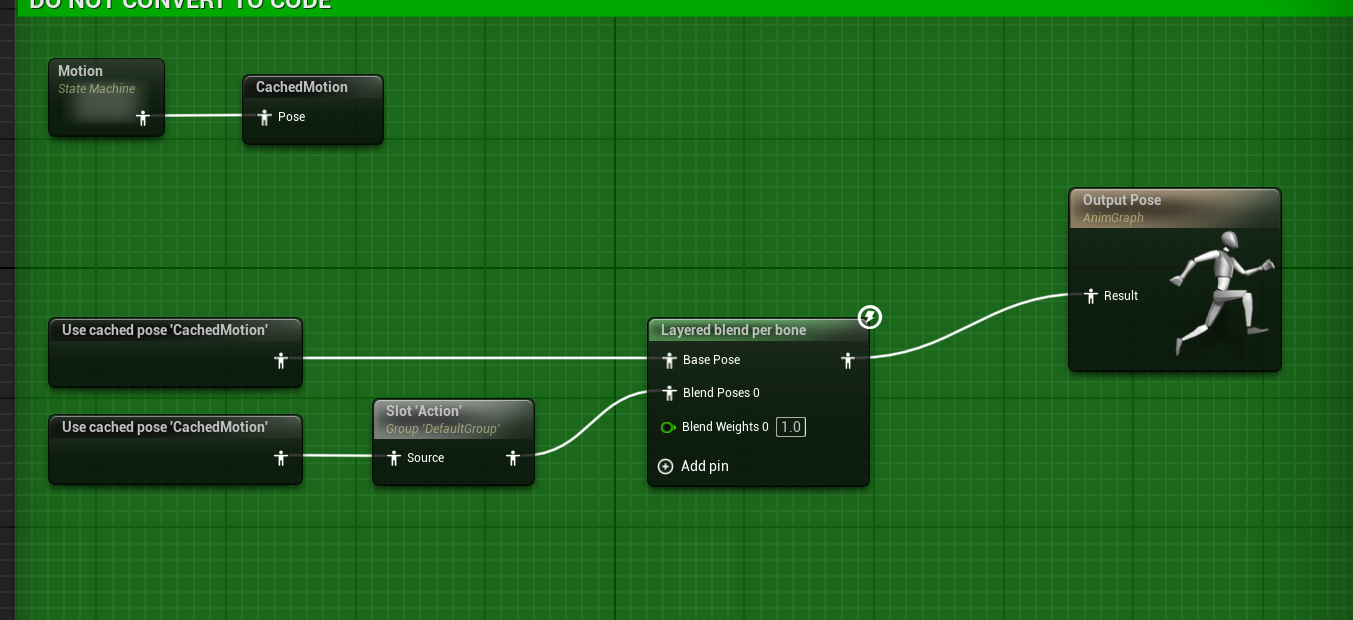 DO NOT CONVERT TO CODE
Motion
State Machine
CachedMotion
Pose
Output Pose
AnimGraph
Result
Use cached pose 'CachedMotion'
Layered blend per bone
Base Pose
Blend Poses 0
Use cached pose 'CachedMotion'
Slot 'Action'
Group 'DefaultGroup'
Source
Blend Weights 0 1.0
Add pin